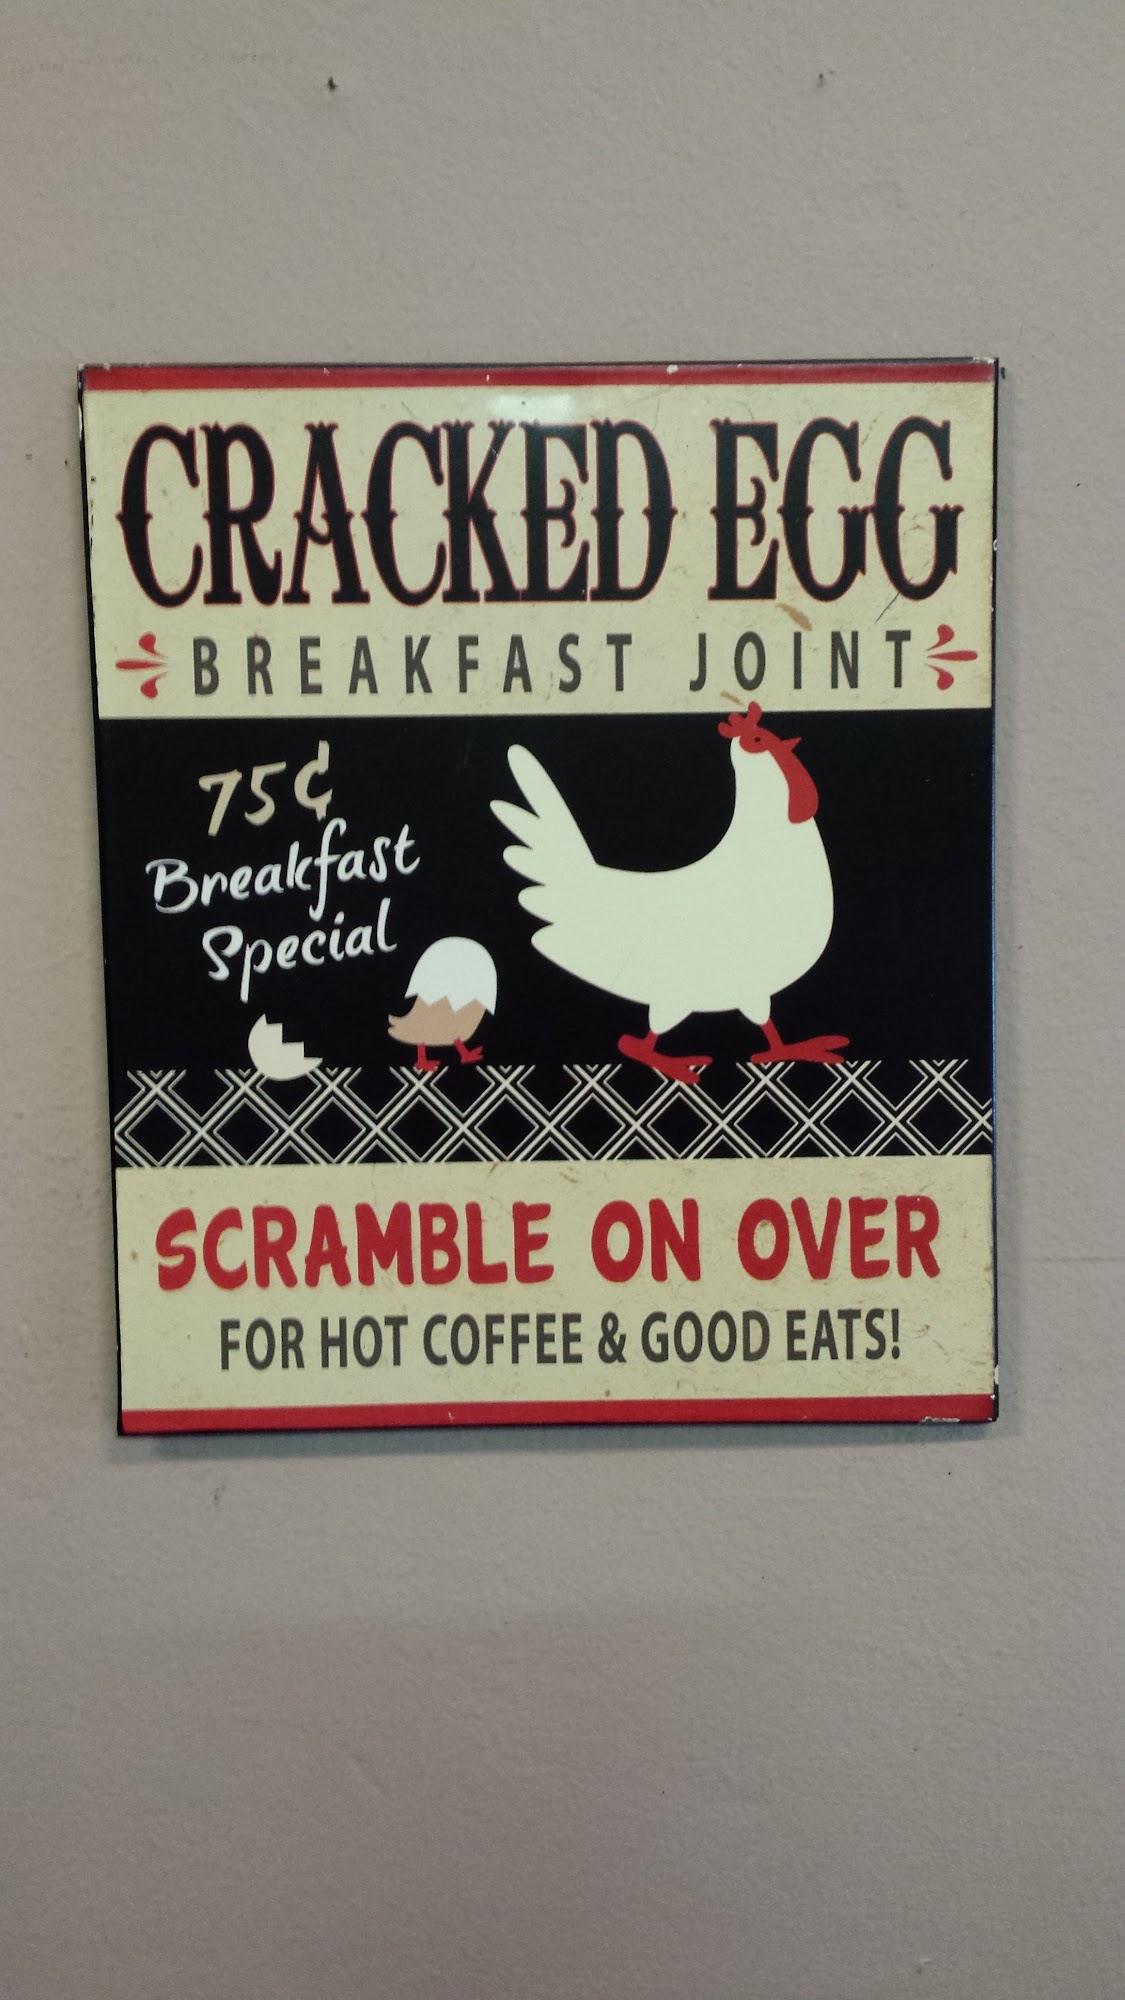 CRACKED EGG
BREAKFAST JOINT
75¢
Breakfast
Special
SCRAMBLE ON OVER
FOR HOT COFFEE & GOOD EATS!